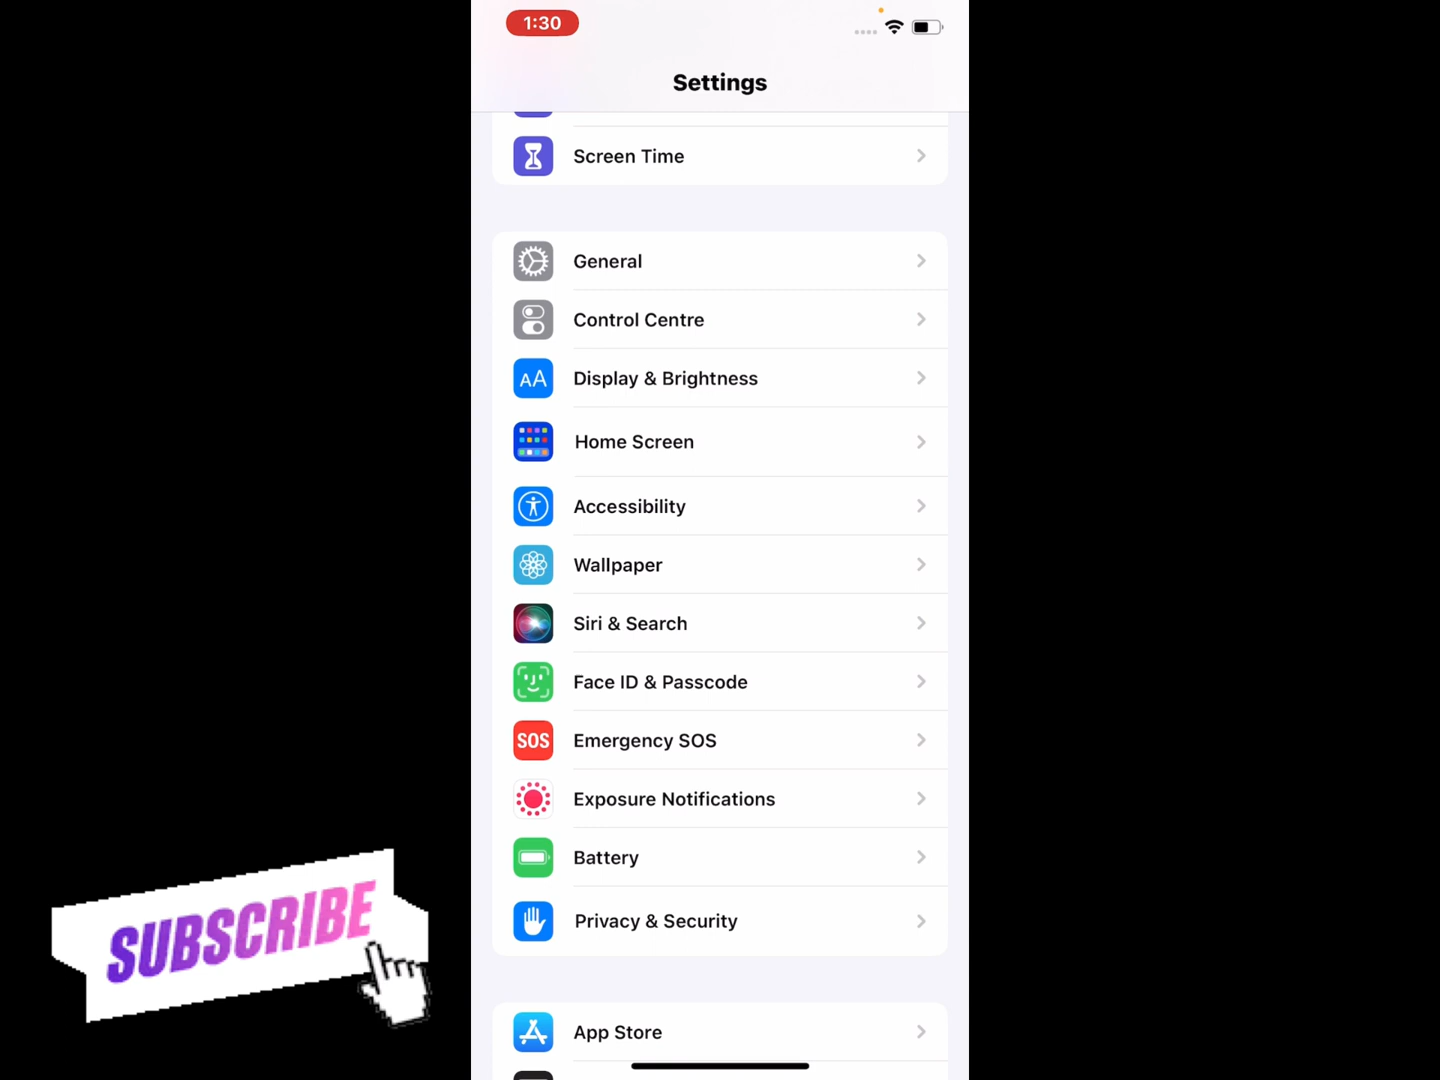 1:30
Settings
Screen Time
General
Control Centre
AA Display & Brightness
Home Screen
Accessibility
Wallpaper
Siri & Search
Face ID & Passcode
SOS Emergency SOS
Exposure Notifications
Battery
Privacy & Security
App Store
SUBSCRIBE